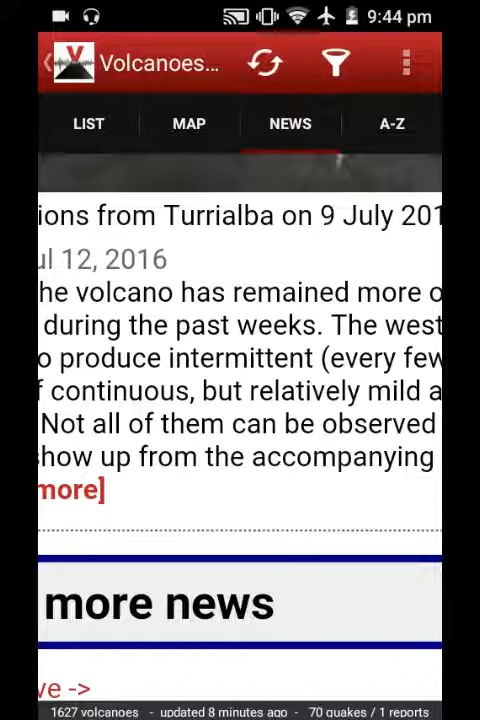 9:44 pm
Volcanoes...
LIST MAP NEWS A-Z
ions from Turrialba on 9 July 201
ul 12, 2016
he volcano has remained more o
during the past weeks. The west
o produce intermittent (every few
f continuous, but relatively mild a
Not all of them can be observed
show up from the accompanying
more]
more news
ve ->
1627 volcanoes - updated 8 minutes ago - 70 quakes / 1 reports